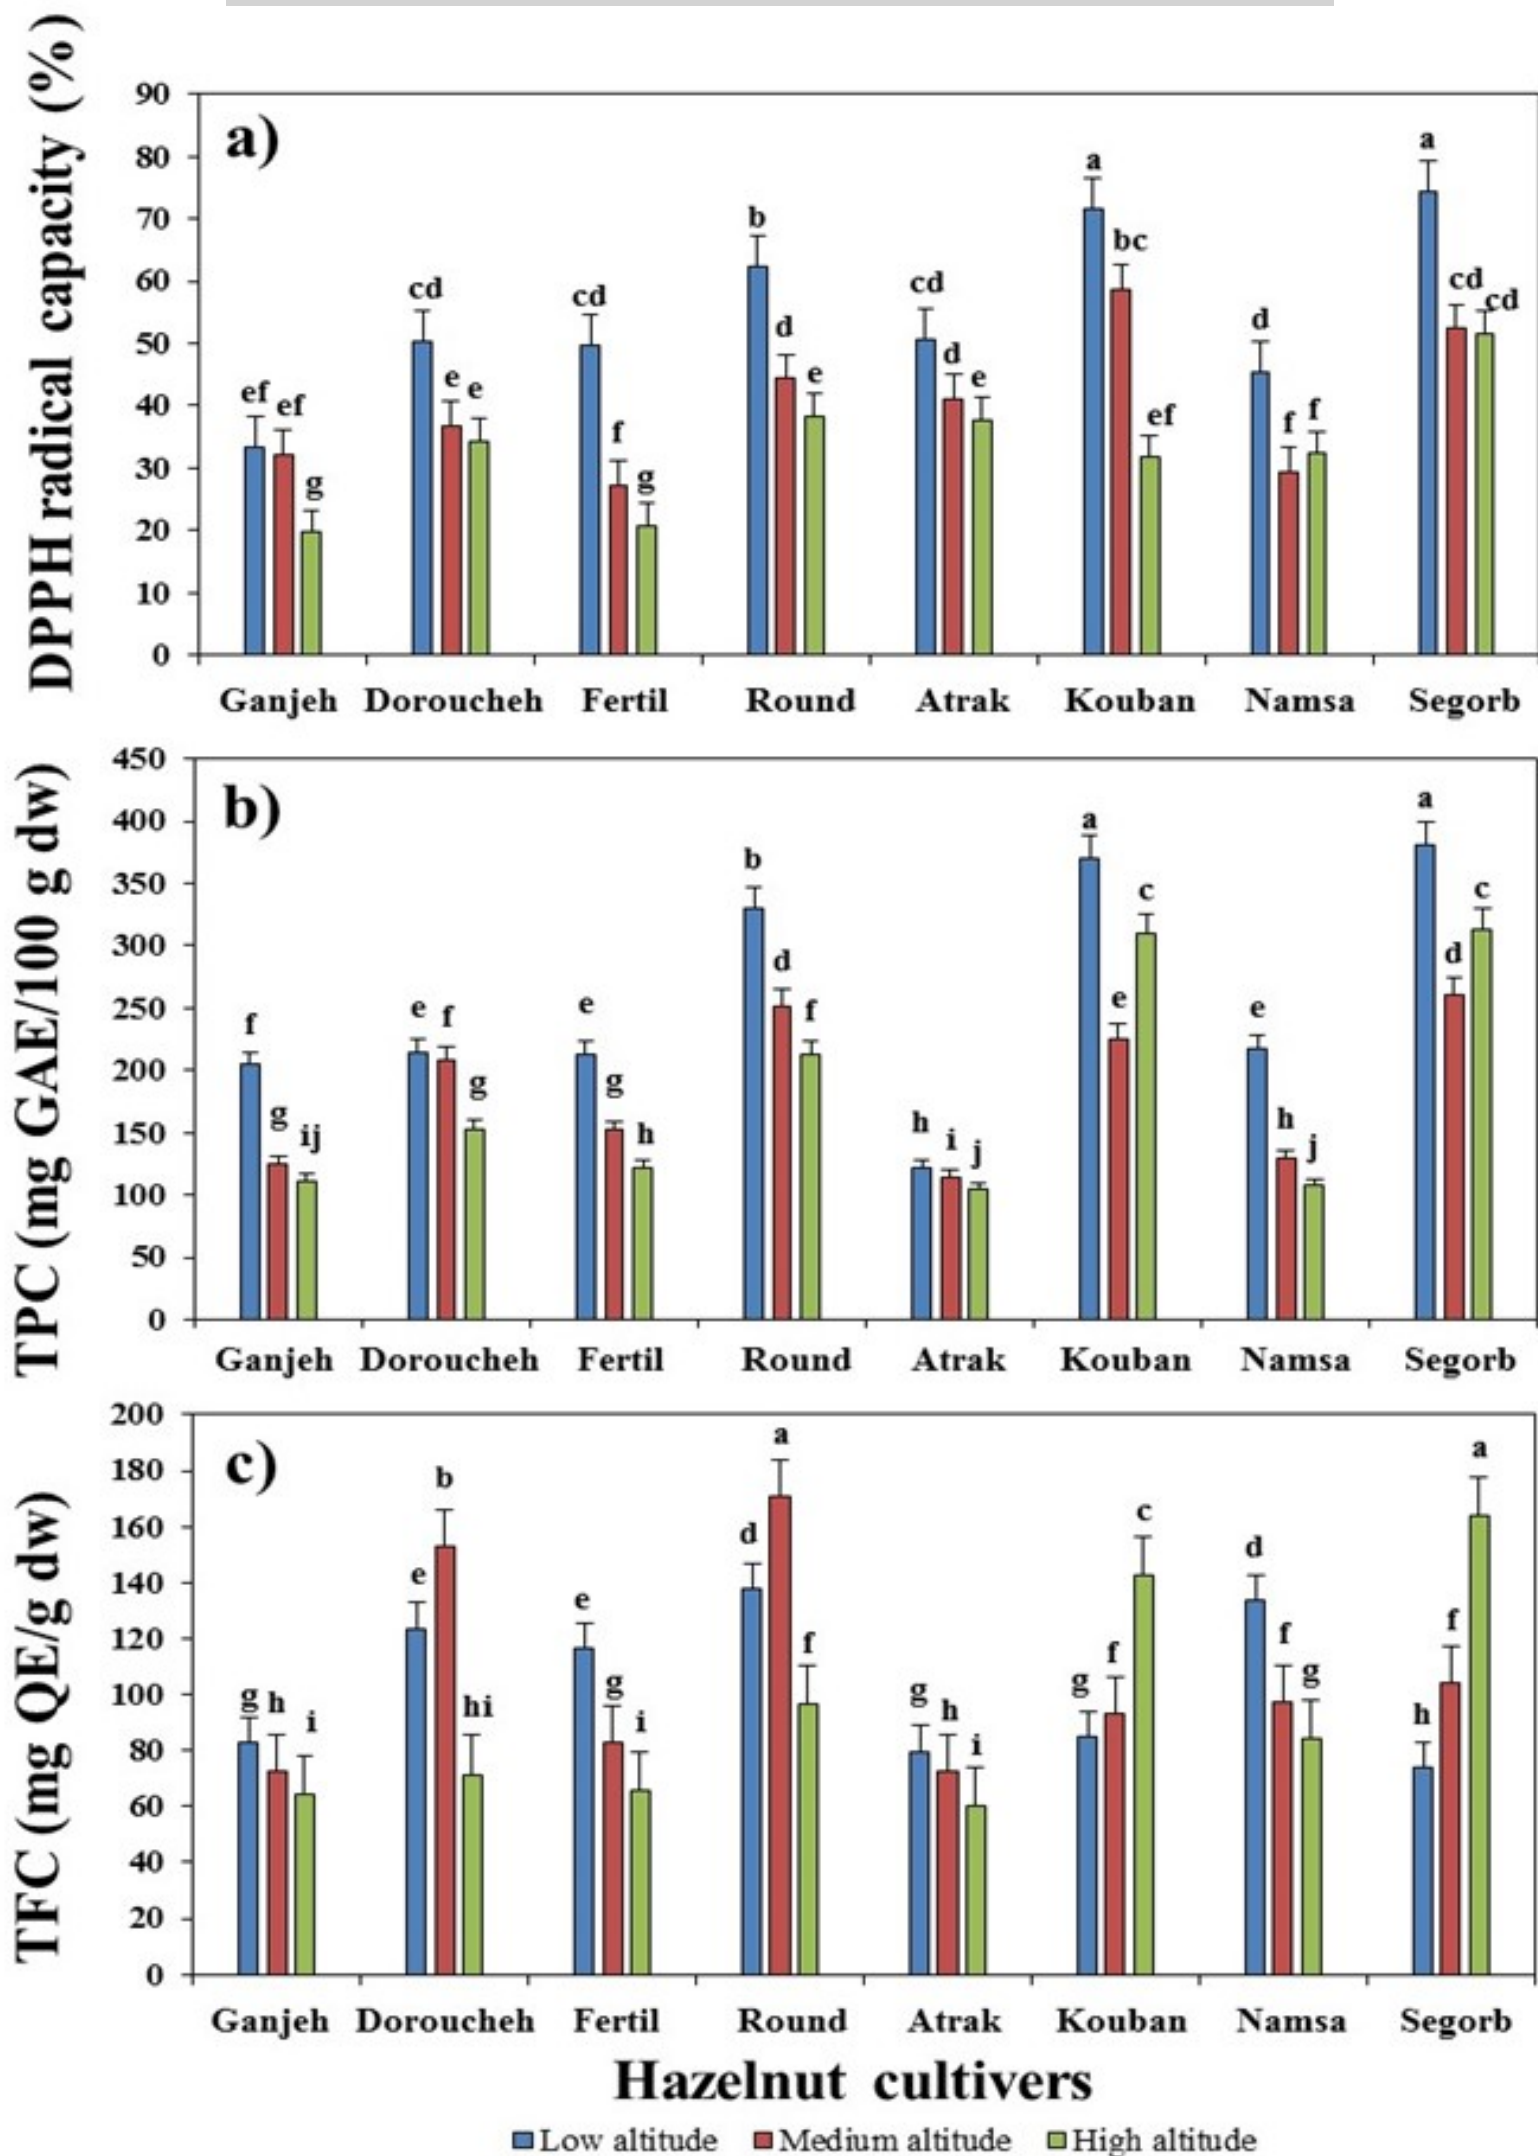 DPPH radical capacity (%)
a)
90
80
70
60
50
40
30
20
10
0
ef ef g
cd e e
cd f g
b d e
cd d e
a bc ef
d f f
a cd cd
Ganjeh Doroucheh Fertil Round Atrak Kouban Namsa Segorb
TPC (mg GAE/100 g dw)
b)
450
400
350
300
250
200
150
100
50
0
f g ij
e f g
e g h
b d f
h i j
a e c
e h j
a d c
Ganjeh Doroucheh Fertil Round Atrak Kouban Namsa Segorb
TFC (mg QE/g dw)
c)
200
180
160
140
120
100
80
60
40
20
0
g h i
e b hi
e g i
d a f
g h i
g f c
d f g
h f a
Ganjeh Doroucheh Fertil Round Atrak Kouban Namsa Segorb
Hazelnut cultivers
Low altitude Medium altitude High altitude